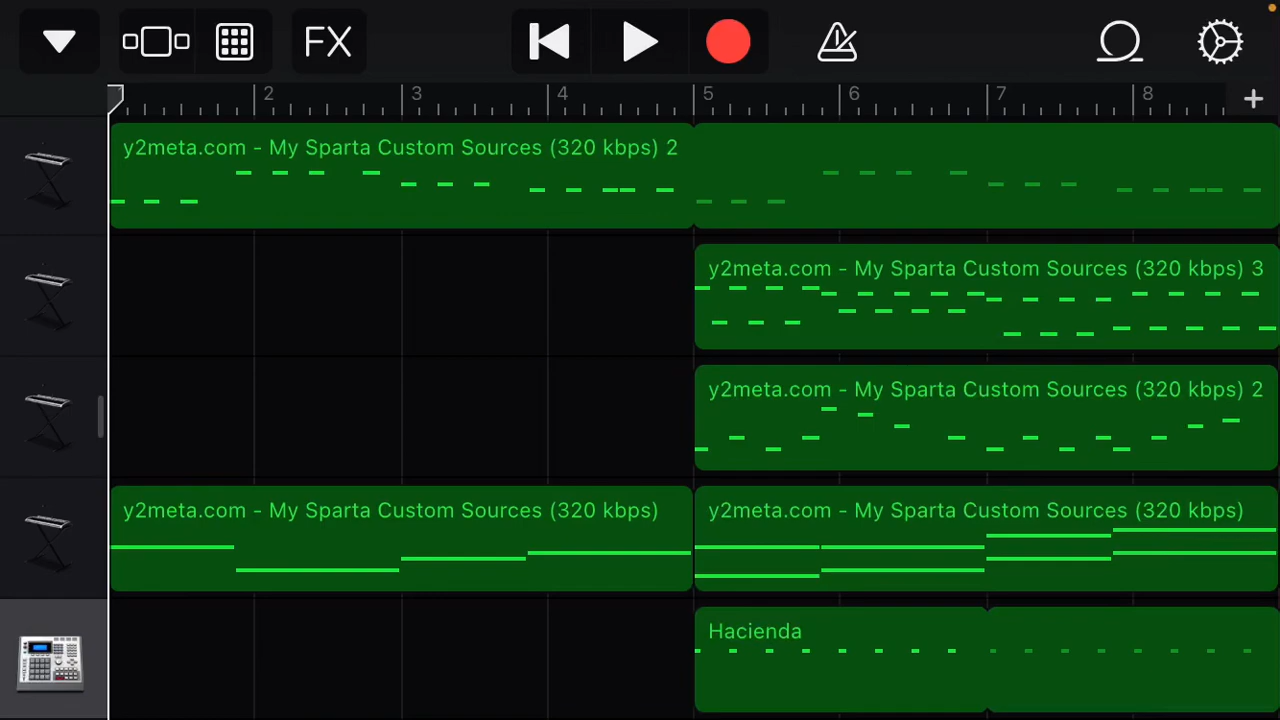 FX
2 3 4 5 6 7 8 +
y2meta.com - My Sparta Custom Sources (320 kbps) 2
y2meta.com - My Sparta Custom Sources (320 kbps) 3
y2meta.com - My Sparta Custom Sources (320 kbps) 2
y2meta.com - My Sparta Custom Sources (320 kbps) y2meta.com - My Sparta Custom Sources (320 kbps)
Hacienda